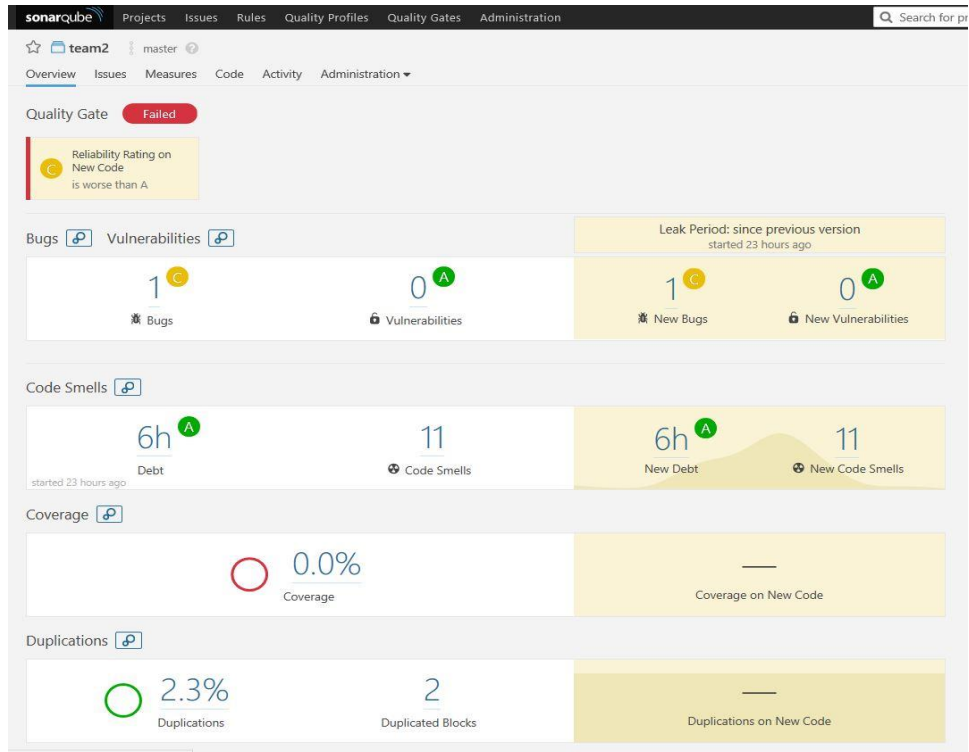 sonarqube Projects Issues Rules Quality Profiles Quality Gates Administration Search for pr
team2 master
Overview Issues Measures Code Activity Administration
Quality Gate Failed
C Reliability Rating on
New Code
is worse than A
Bugs Vulnerabilities
Leak Period: since previous version
started 23 hours ago
1 C
Bugs
0 A
Vulnerabilities
1 C
New Bugs
0 A
New Vulnerabilities
Code Smells
6h A
Debt
started 23 hours ago
11
Code Smells
6h A
New Debt
11
New Code Smells
Coverage
0.0%
Coverage
—
Coverage on New Code
Duplications
2.3%
Duplications
2
Duplicated Blocks
—
Duplications on New Code